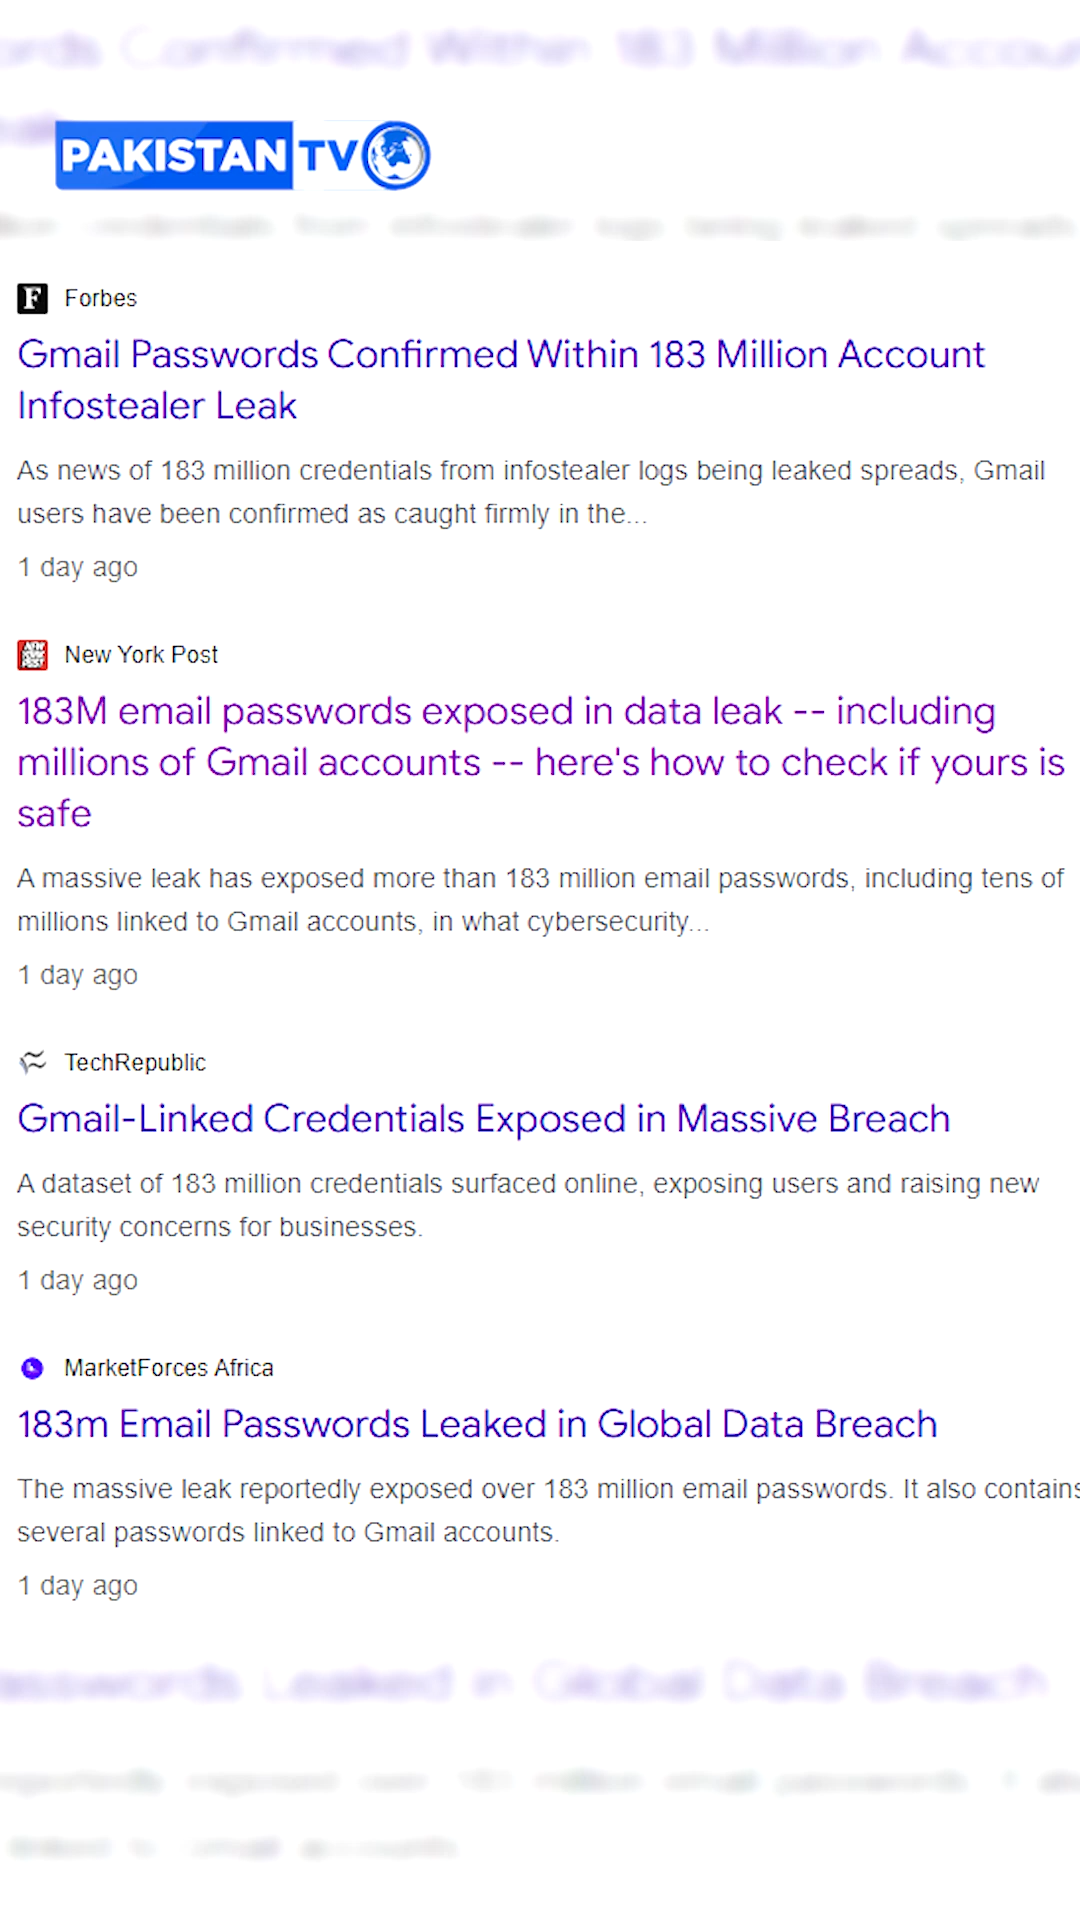 PAKISTAN TV
Forbes
Gmail Passwords Confirmed Within 183 Million Account
Infostealer Leak
As news of 183 million credentials from infostealer logs being leaked spreads, Gmail
users have been confirmed as caught firmly in the...
1 day ago
New York Post
183M email passwords exposed in data leak -- including
millions of Gmail accounts -- here's how to check if yours is
safe
A massive leak has exposed more than 183 million email passwords, including tens of
millions linked to Gmail accounts, in what cybersecurity...
1 day ago
TechRepublic
Gmail-Linked Credentials Exposed in Massive Breach
A dataset of 183 million credentials surfaced online, exposing users and raising new
security concerns for businesses.
1 day ago
MarketForces Africa
183m Email Passwords Leaked in Global Data Breach
The massive leak reportedly exposed over 183 million email passwords. It also contains
several passwords linked to Gmail accounts.
1 day ago